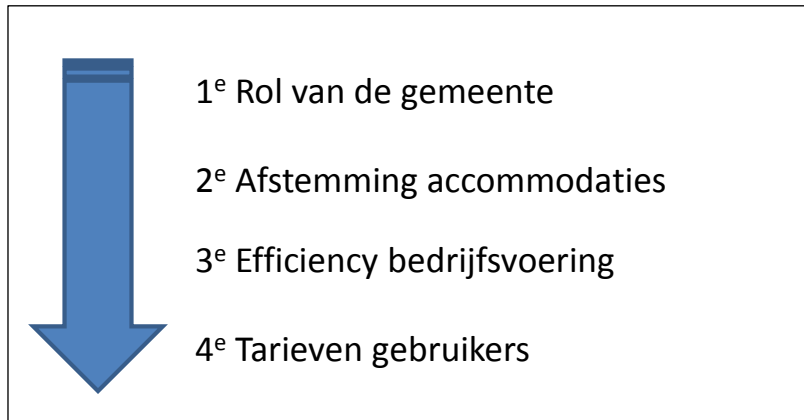 1e Rol van de gemeente
2e Afstemming accommodaties
3e Efficiency bedrijfsvoering
4e Tarieven gebruikers